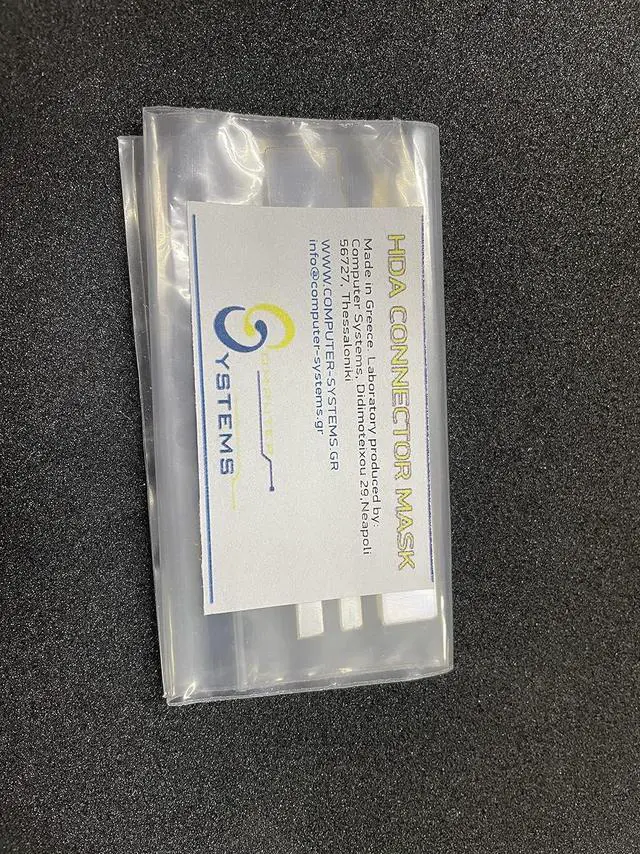 HDA CONNECTOR MASK
Made in Greece. Laboratory produced by:
Computer Systems, Didimoteixou 29,Neapoli
56727, Thessaloniki
WWW.COMPUTER-SYSTEMS.GR
info@computer-systems.gr
COMPUTER
SYSTEMS